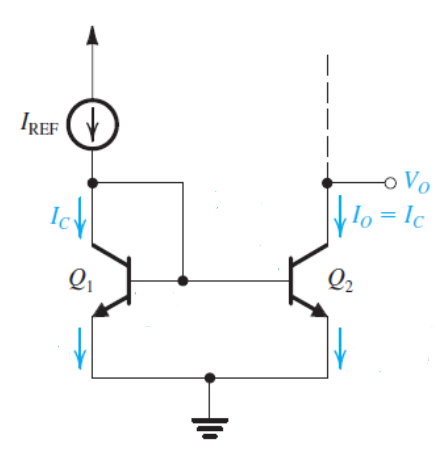 I_REF
V_O
I_C
I_O = I_C
Q_1
Q_2